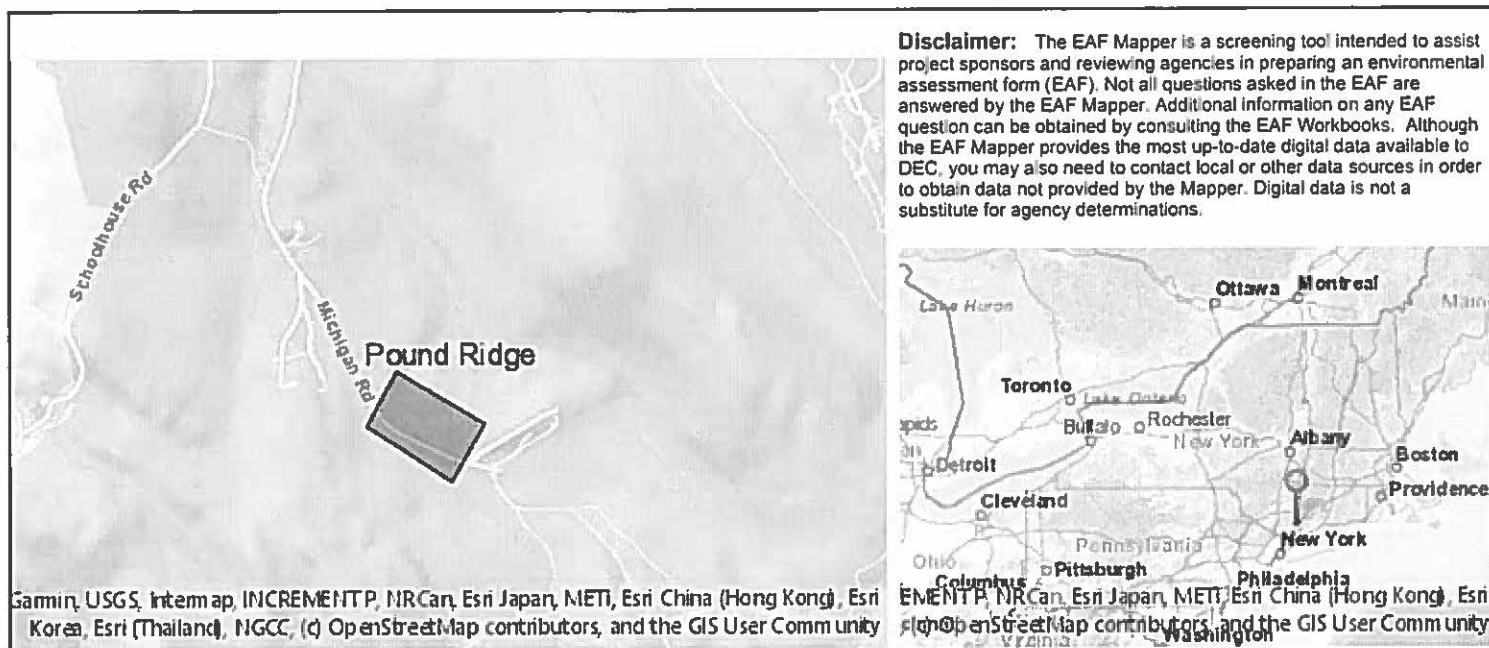 Disclaimer: The EAF Mapper is a screening tool intended to assist
project sponsors and reviewing agencies in preparing an environmental
assessment form (EAF). Not all questions asked in the EAF are
answered by the EAF Mapper. Additional information on any EAF
question can be obtained by consulting the EAF Workbooks. Although
the EAF Mapper provides the most up-to-date digital data available to
DEC, you may also need to contact local or other data sources in order
to obtain data not provided by the Mapper. Digital data is not a
substitute for agency determinations.
Schoolhouse Rd
Michigan Rd
Pound Ridge
Garmin, USGS, Intermap, INCREMENT P, NRCan, Esri Japan, METI, Esri China (Hong Kong), Esri
Korea, Esri (Thailand), NGCC, (c) OpenStreetMap contributors, and the GIS User Community
Ottawa
Montreal
Lake Huron
Main
Toronto
Lake Ontario
apids
Buffalo
Rochester
New York
Albany
Boston
Detroit
Providence
Cleveland
New York
Pennsylvania
Ohio
Pittsburgh
Columbus
Philadelphia
EMENT P, NRCan, Esri Japan, METI, Esri China (Hong Kong), Esri
(c) OpenStreetMap contributors, and the GIS User Community
Virginia
Washington